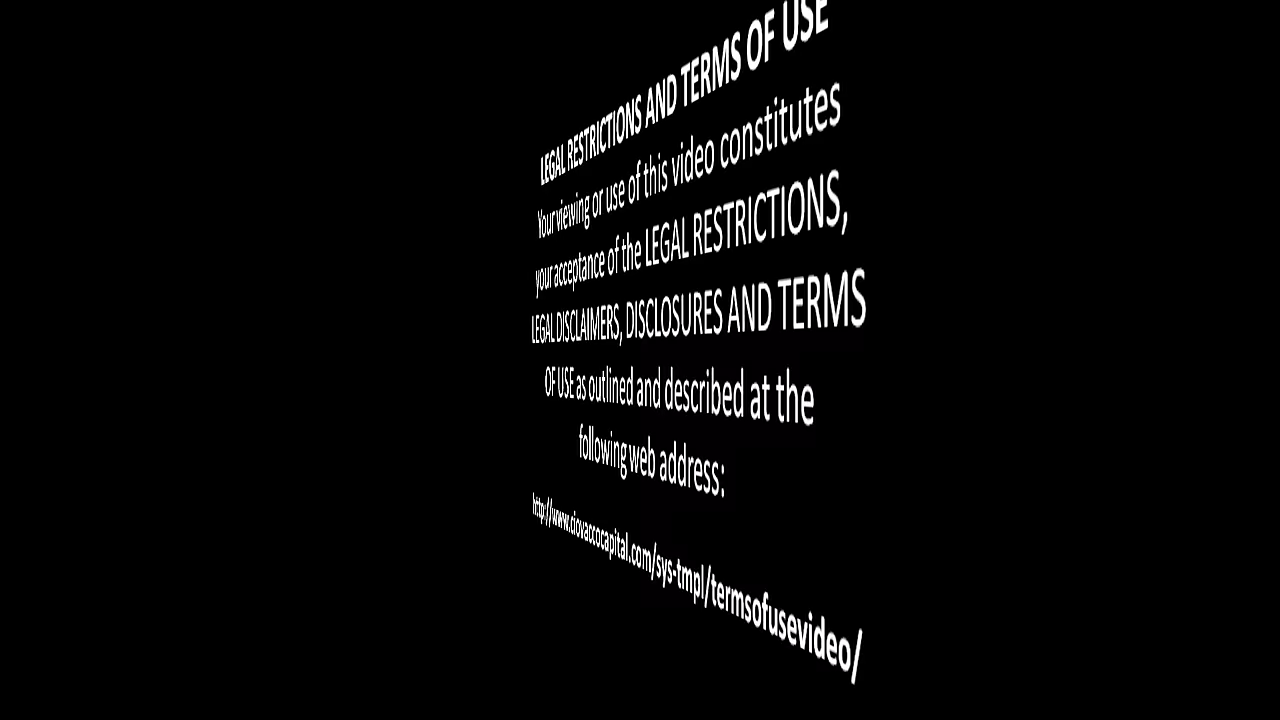 LEGAL RESTRICTIONS AND TERMS OF USE
Your viewing or use of this video constitutes
your acceptance of the LEGAL RESTRICTIONS,
LEGAL DISCLAIMERS, DISCLOSURES AND TERMS
OF USE as outlined and described at the
following web address:
http://www.ciovaccocapital.com/sys-tmpl/termsofusevideo/